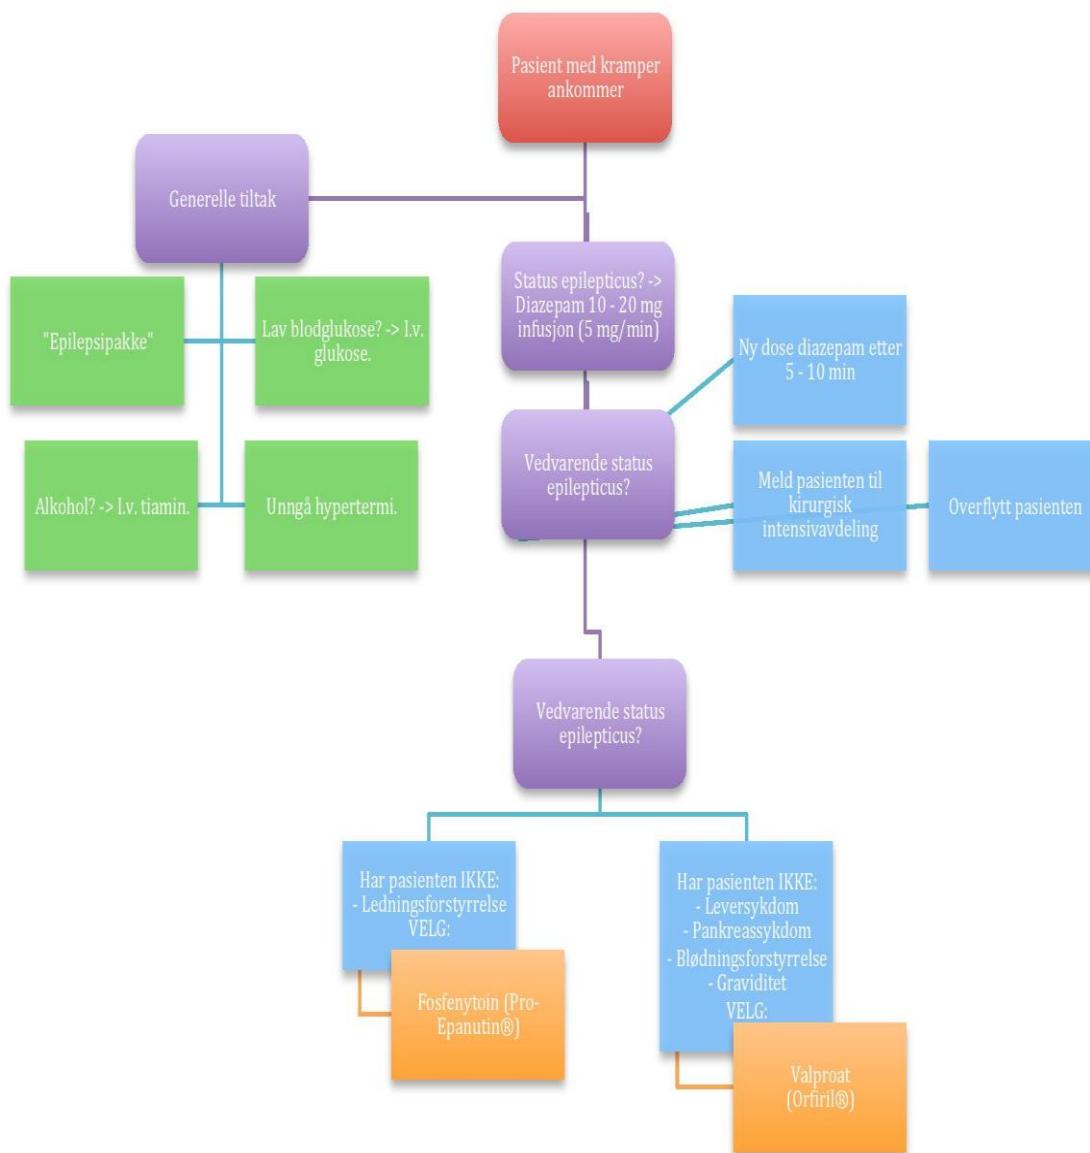 Pasient med kramper
ankommer
Generelle tiltak
"Epilepsipakke"
Lav blodglukose? -> I.v.
glukose.
Alkohol? -> I.v. tiamin.
Unngå hypertermi.
Status epilepticus? ->
Diazepam 10 - 20 mg
infusjon (5 mg/min)
Ny dose diazepam etter
5 - 10 min
Vedvarende status
epilepticus?
Meld pasienten til
kirurgisk
intensivavdeling
Overflytt pasienten
Vedvarende status
epilepticus?
Har pasienten IKKE:
- Ledningsforstyrrelse
VELG:
Fosfenytoin (Pro-
Epanutin®)
Har pasienten IKKE:
- Leversykdom
- Pankreassykdom
- Blødningsforstyrrelse
- Graviditet
VELG:
Valproat
(Orfiril®)